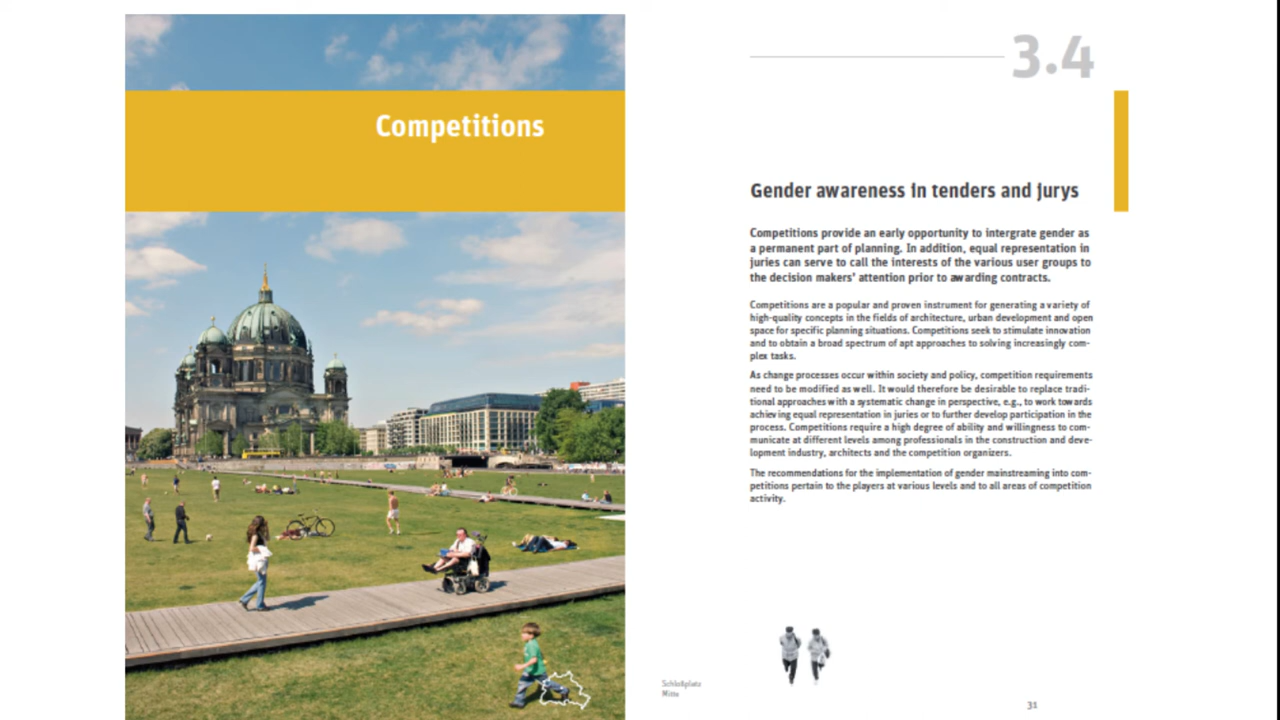 Competitions
3.4
Gender awareness in tenders and jurys
Competitions provide an early opportunity to intergrate gender as
a permanent part of planning. In addition, equal representation in
juries can serve to call the interests of the various user groups to
the decision makers' attention prior to awarding contracts.
Competitions are a popular and proven instrument for generating a variety of
high-quality concepts in the fields of architecture, urban development and open
space for specific planning situations. Competitions seek to stimulate innovation
and to obtain a broad spectrum of apt approaches to solving increasingly com-
plex tasks.
As change processes occur within society and policy, competition requirements
need to be modified as well. It would therefore be desirable to replace tradi-
tional approaches with a systematic change in perspective, e.g., to work towards
achieving equal representation in juries or to further develop participation in the
process. Competitions require a high degree of ability and willingness to com-
municate at different levels among professionals in the construction and deve-
lopment industry, architects and the competition organizers.
The recommendations for the implementation of gender mainstreaming into com-
petitions pertain to the players at various levels and to all areas of competition
activity.
Schloßplatz
Mitte
31